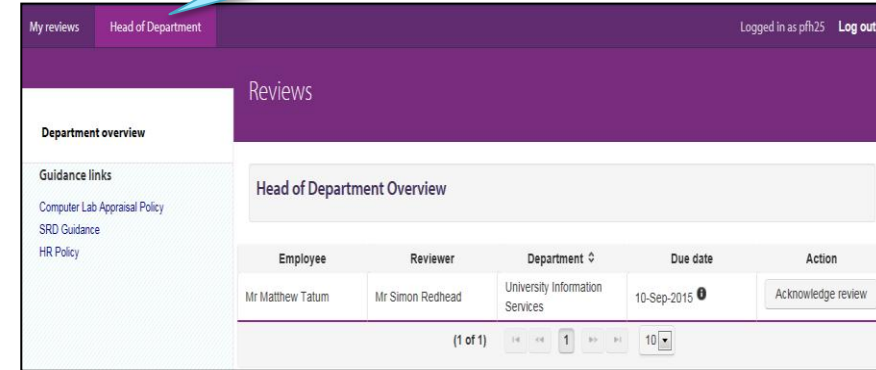 My reviews Head of Department Logged in as pfh25 Log out
Reviews
Department overview
Guidance links
Computer Lab Appraisal Policy
SRD Guidance
HR Policy
Head of Department Overview
Employee Reviewer Department Due date Action
Mr Matthew Tatum Mr Simon Redhead University Information Services 10-Sep-2015 Acknowledge review
(1 of 1) 1 10